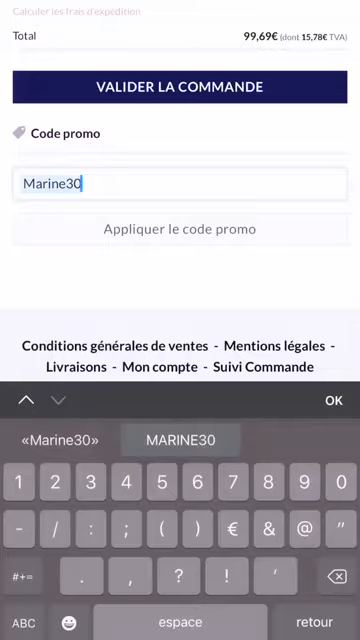 Calculer les frais d'expédition
Total 99,69€ (dont 15,78€ TVA)
VALIDER LA COMMANDE
Code promo
Marine30
Appliquer le code promo
Conditions générales de ventes - Mentions légales -
Livraisons - Mon compte - Suivi Commande
OK
«Marine30» MARINE30
1 2 3 4 5 6 7 8 9 0
- / : ; ( ) € & @ "
#+= . , ? ! '
ABC espace retour